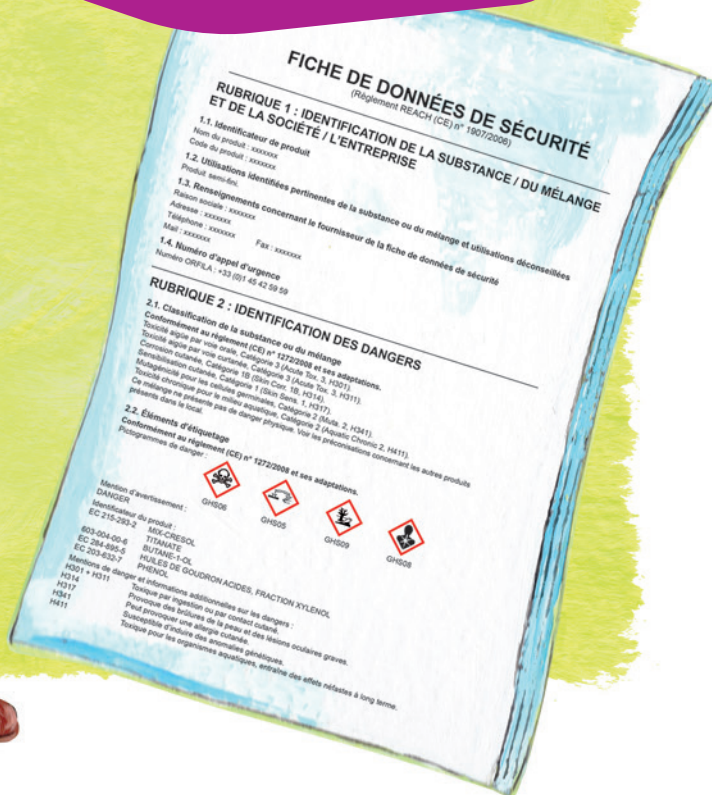 FICHE DE DONNÉES DE SÉCURITÉ
(Règlement REACH (CE) n° 1907/2006)
RUBRIQUE 1 : IDENTIFICATION DE LA SUBSTANCE / DU MÉLANGE
ET DE LA SOCIÉTÉ / L'ENTREPRISE
1.1. Identificateur de produit
Nom du produit : xxxxxxx
Code du produit : xxxxxxx
1.2. Utilisations identifiées pertinentes de la substance ou du mélange et utilisations déconseillées
Produit semi-fini.
1.3. Renseignements concernant le fournisseur de la fiche de données de sécurité
Raison sociale : xxxxxxx
Adresse : xxxxxxx
Téléphone : xxxxxxx Fax : xxxxxxx
Mail : xxxxxxx
1.4. Numéro d'appel d'urgence
Numéro ORFILA : +33 (0)1 45 42 59 59
RUBRIQUE 2 : IDENTIFICATION DES DANGERS
2.1. Classification de la substance ou du mélange
Conformément au règlement (CE) n° 1272/2008 et ses adaptations.
Toxicité aigüe par voie orale, Catégorie 3 (Acute Tox. 3, H301).
Toxicité aigüe par voie curtanée, Catégorie 3 (Acute Tox. 3, H311).
Corrosion cutanée, Catégorie 1B (Skin Corr. 1B, H314).
Sensibilisation cutanée, Catégorie 1 (Skin Sens. 1, H317).
Mutagénicité pour les cellules germinales, Catégorie 2 (Muta. 2, H341).
Toxicité chronique pour le milieu aquatique, Catégorie 2 (Aquatic Chronic 2, H411).
Ce mélange ne présente pas de danger physique. Voir les préconisations concernant les autres produits
présents dans le local.
2.2. Éléments d'étiquetage
Conformément au règlement (CE) n° 1272/2008 et ses adaptations.
Pictogrammes de danger :
GHS06 GHS05 GHS09 GHS08
Mention d'avertissement :
DANGER
Identificateur du produit :
EC 215-293-2 MIX-CRESOL
TITANATE
603-004-00-6 BUTANE-1-OL
EC 284-895-5 HUILES DE GOUDRON ACIDES, FRACTION XYLENOL
EC 203-632-7 PHENOL
Mentions de danger et informations additionnelles sur les dangers :
H301 + H311 Toxique par ingestion ou par contact cutané.
H314 Provoque des brûlures de la peau et des lésions oculaires graves.
H317 Peut provoquer une allergie cutanée.
H341 Susceptible d'induire des anomalies génétiques.
H411 Toxique pour les organismes aquatiques, entraîne des effets néfastes à long terme.